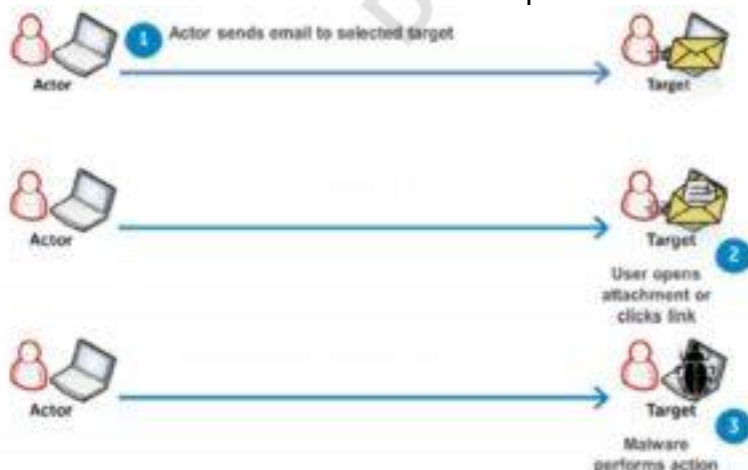 1 Actor sends email to selected target
Actor
Target
Actor
Target
2
User opens
attachment or
clicks link
Actor
Target
3
Malware
performs action